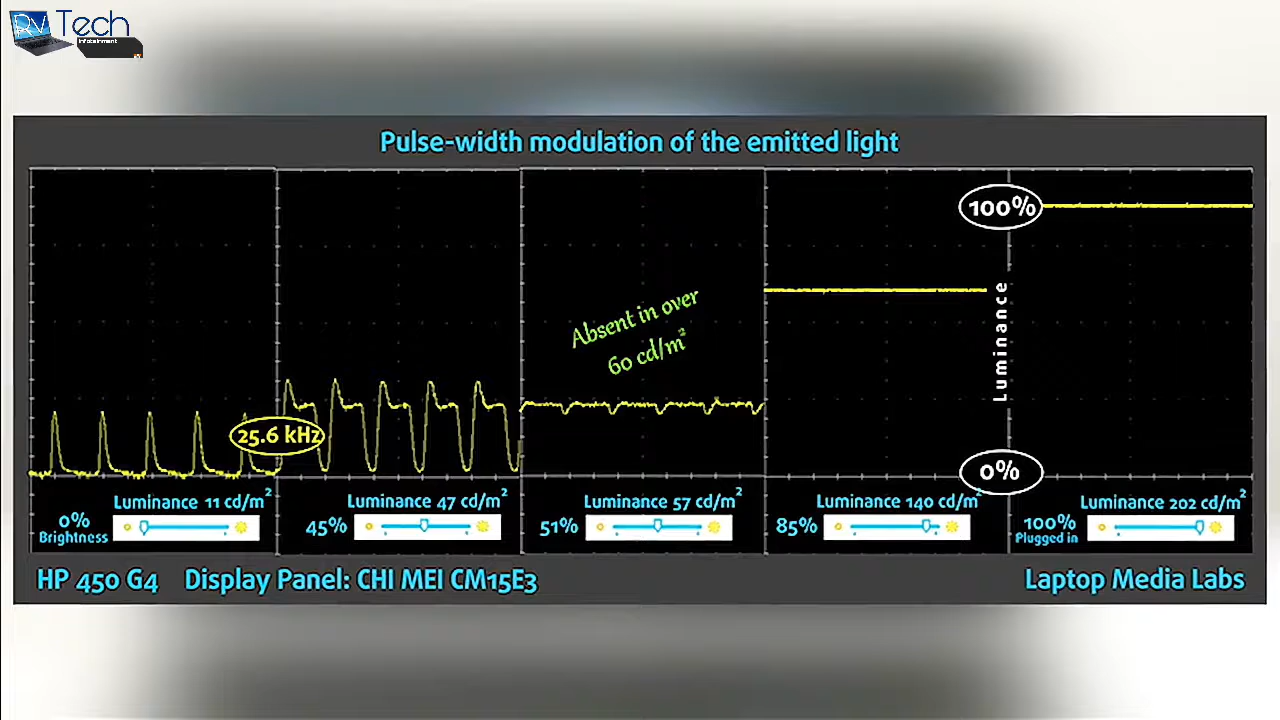 RV Tech
Infotainment
Pulse-width modulation of the emitted light
100%
Absent in over
60 cd/m²
Luminance
25.6 kHz
0%
Luminance 11 cd/m²
0%
Brightness
Luminance 47 cd/m²
45%
Luminance 57 cd/m²
51%
Luminance 140 cd/m²
85%
Luminance 202 cd/m²
100%
Plugged in
HP 450 G4 Display Panel: CHI MEI CM15E3
Laptop Media Labs